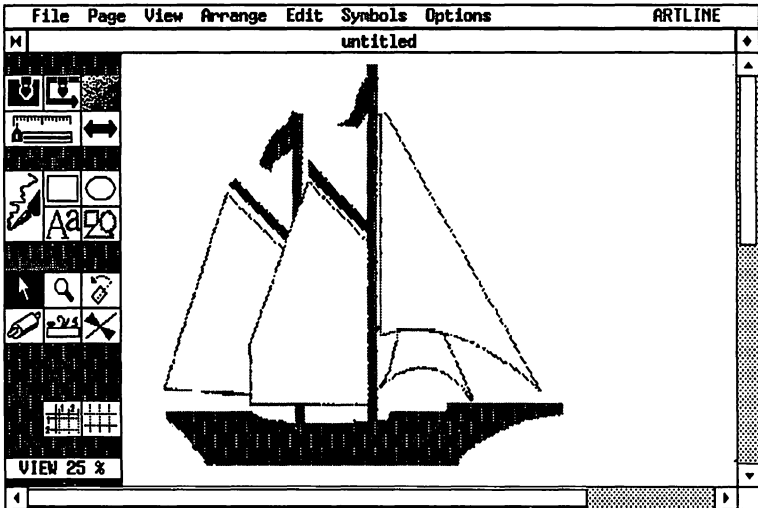 File Page View Arrange Edit Symbols Options ARTLINE
untitled
Aa
VIEW 25 %